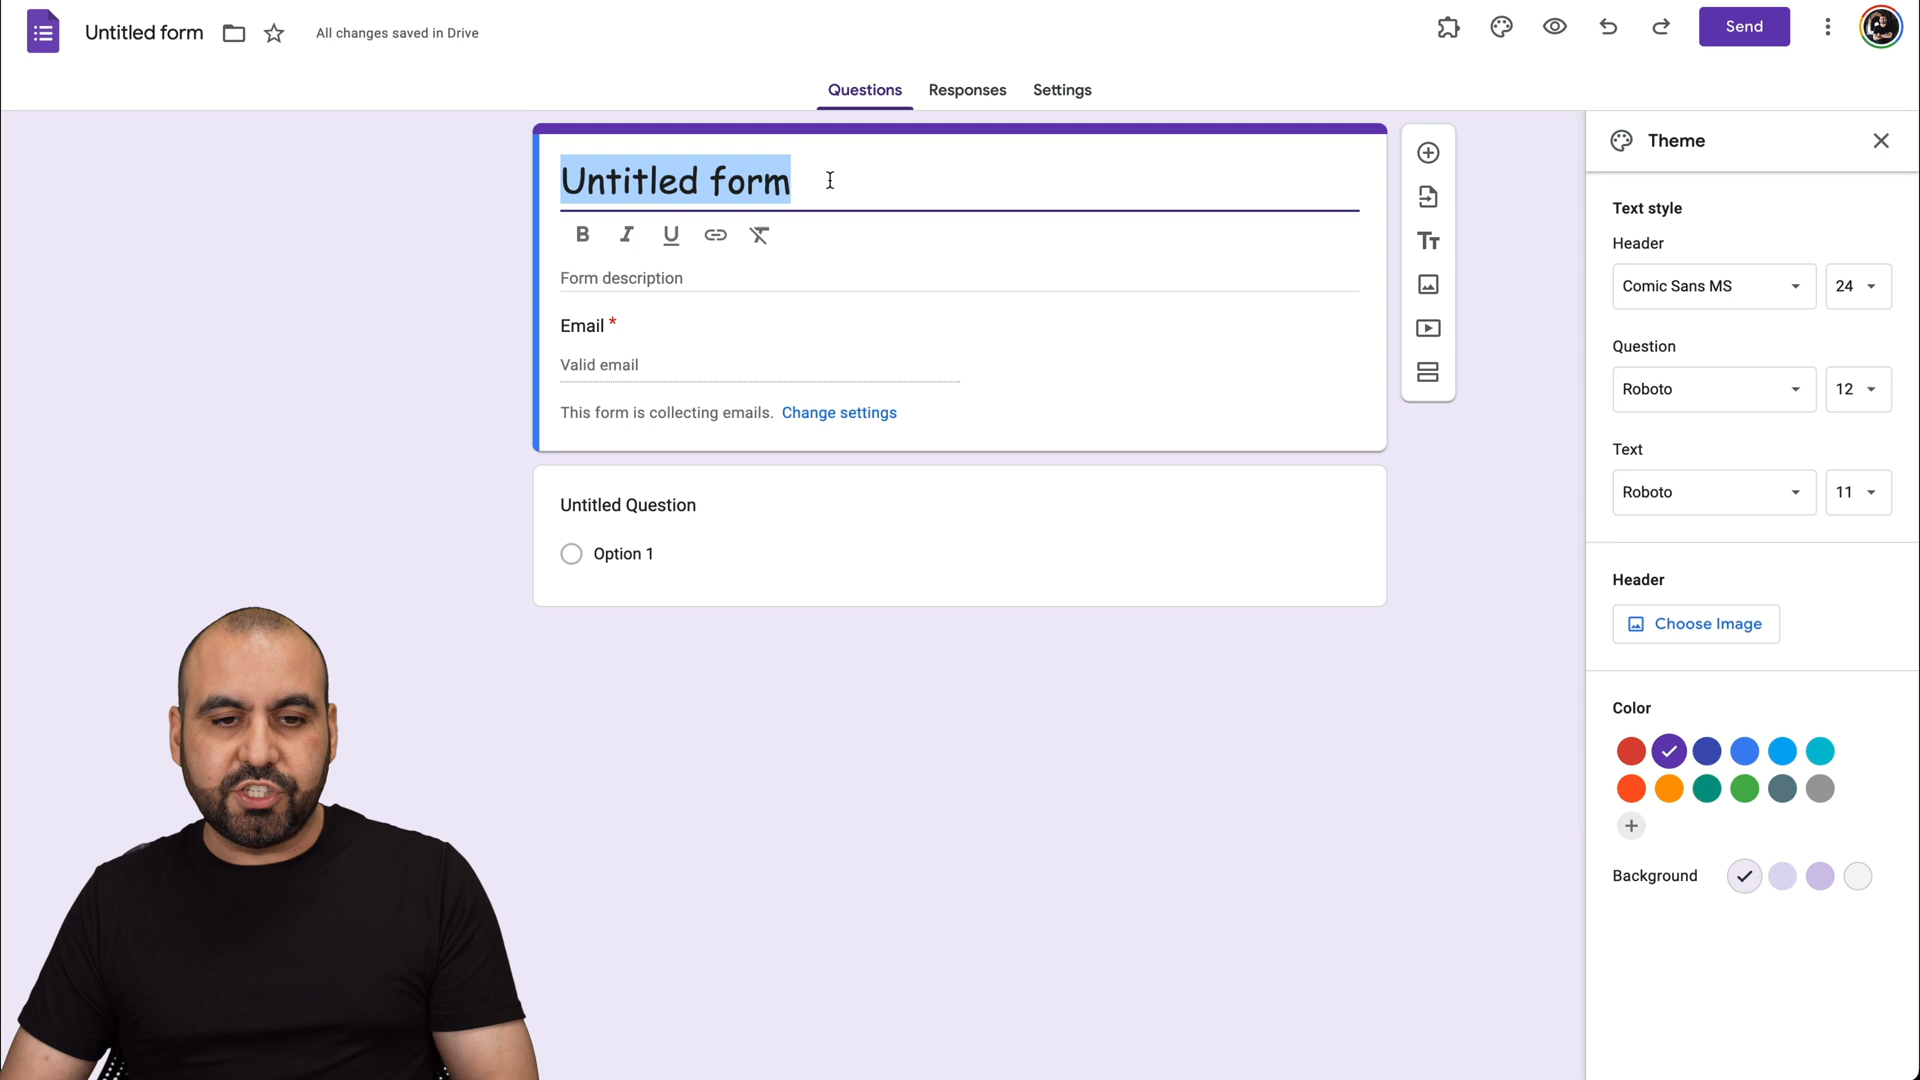 Untitled form
All changes saved in Drive
Send
Questions Responses Settings
Untitled form
B I U
Form description
Email *
Valid email
This form is collecting emails. Change settings
Untitled Question
Option 1
Tt
Theme
Text style
Header
Comic Sans MS 24
Question
Roboto 12
Text
Roboto 11
Header
Choose Image
Color
Background